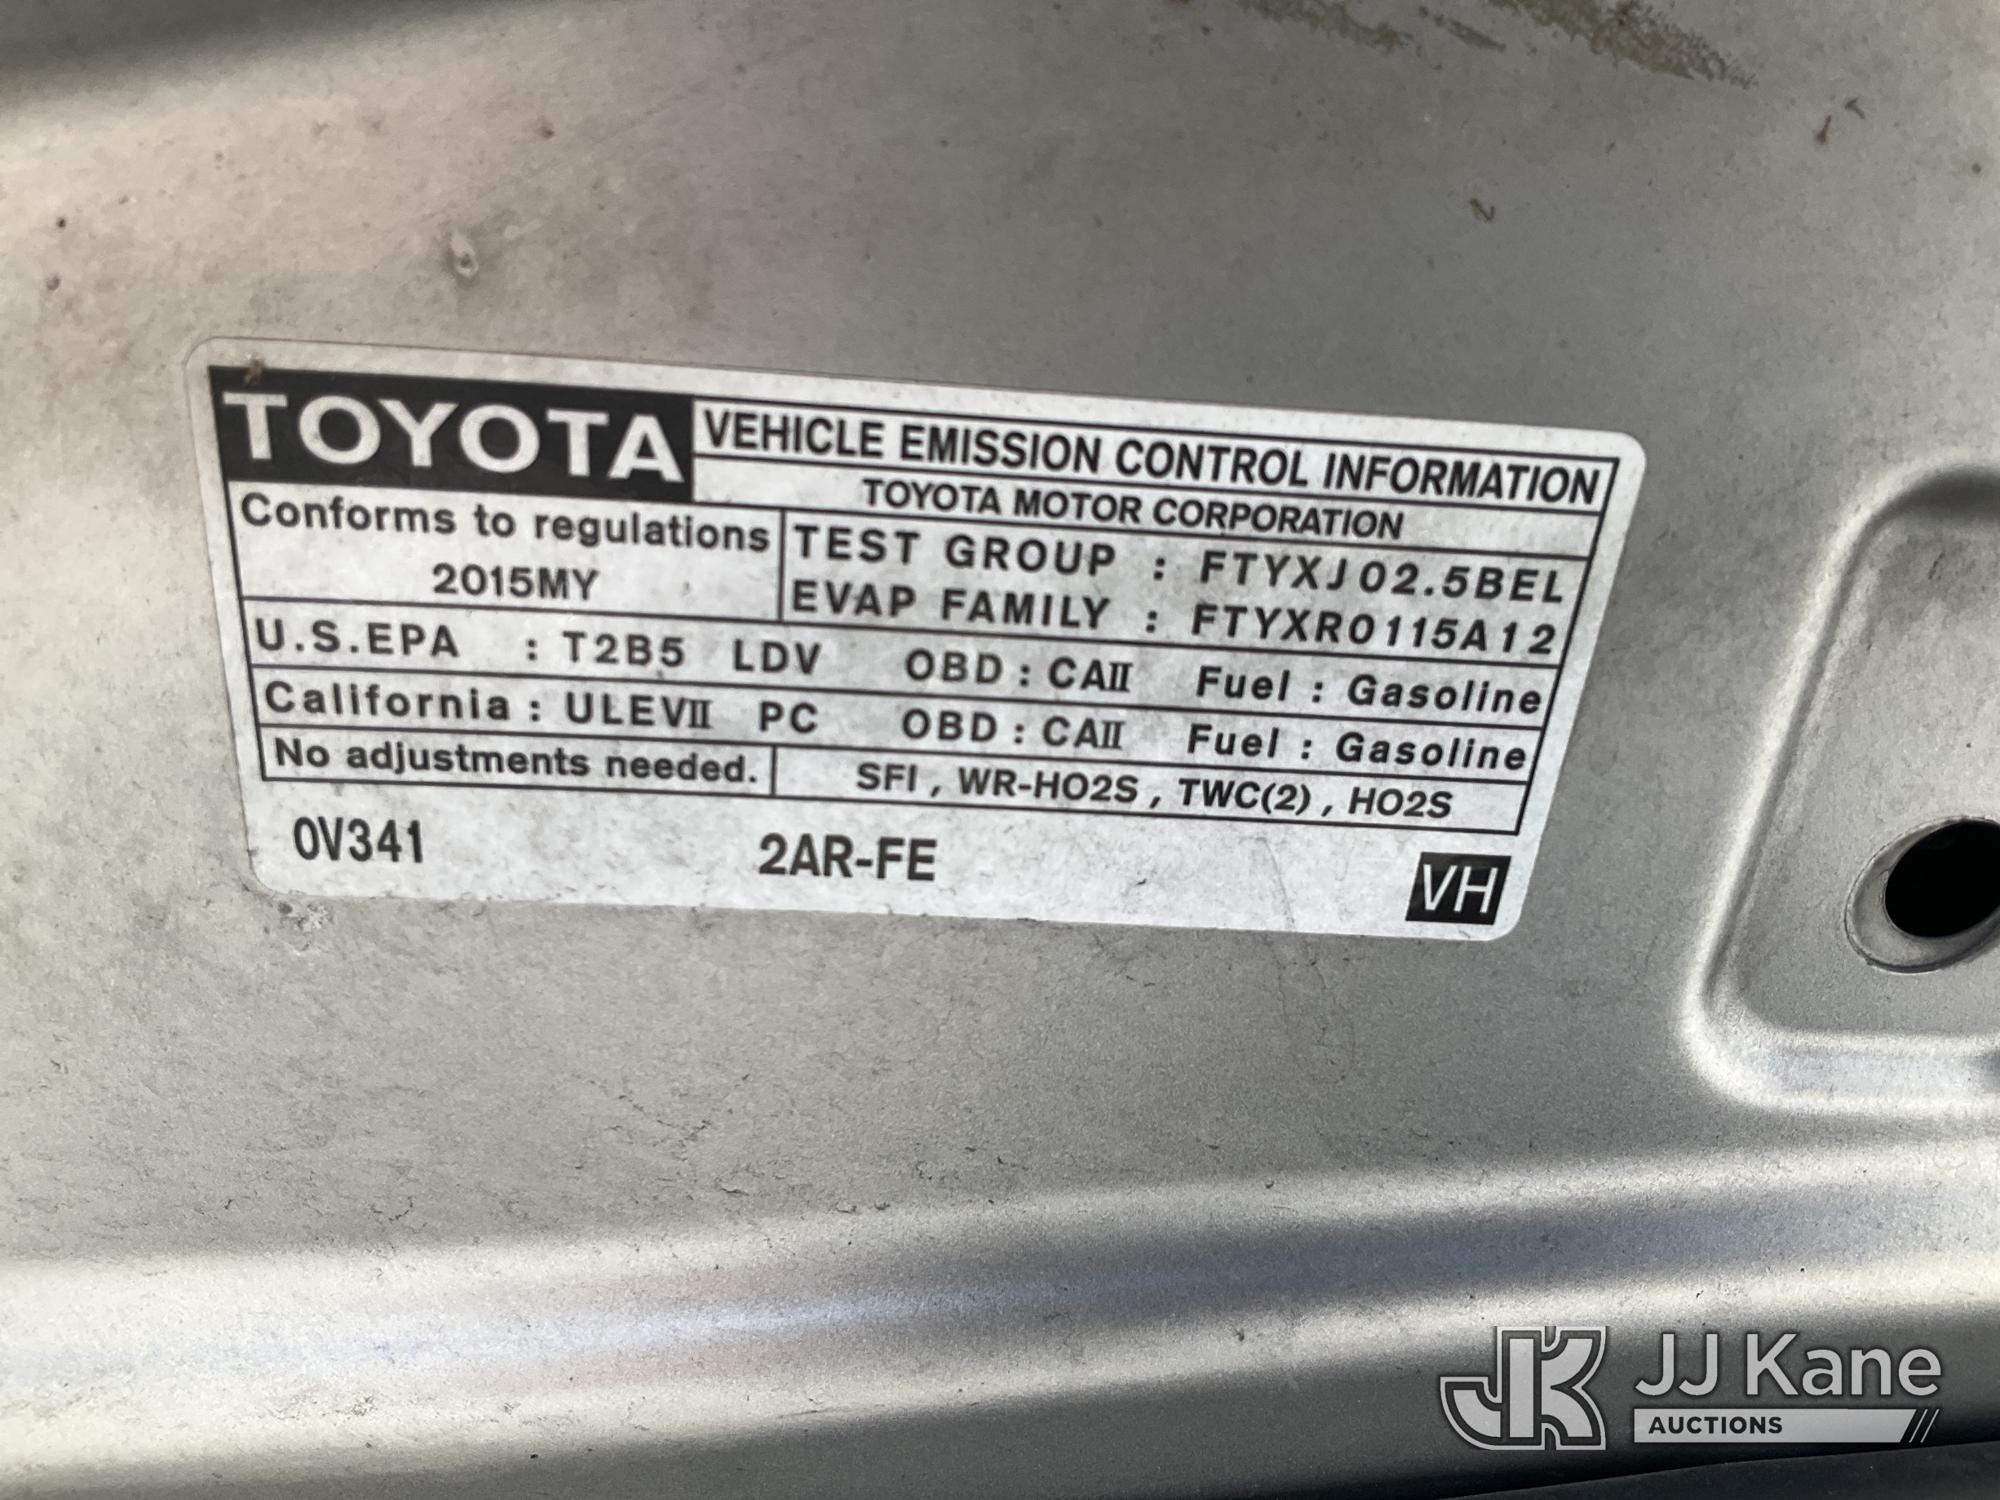 TOYOTA VEHICLE EMISSION CONTROL INFORMATION
TOYOTA MOTOR CORPORATION
Conforms to regulations
2015MY
TEST GROUP : FTYXJ02.5BEL
EVAP FAMILY : FTYXR0115A12
U.S.EPA : T2B5 LDV OBD : CAII Fuel : Gasoline
California : ULEVII PC OBD : CAII Fuel : Gasoline
No adjustments needed. SFI , WR-HO2S , TWC(2) , HO2S
0V341 2AR-FE VH
JK JJ Kane
AUCTIONS